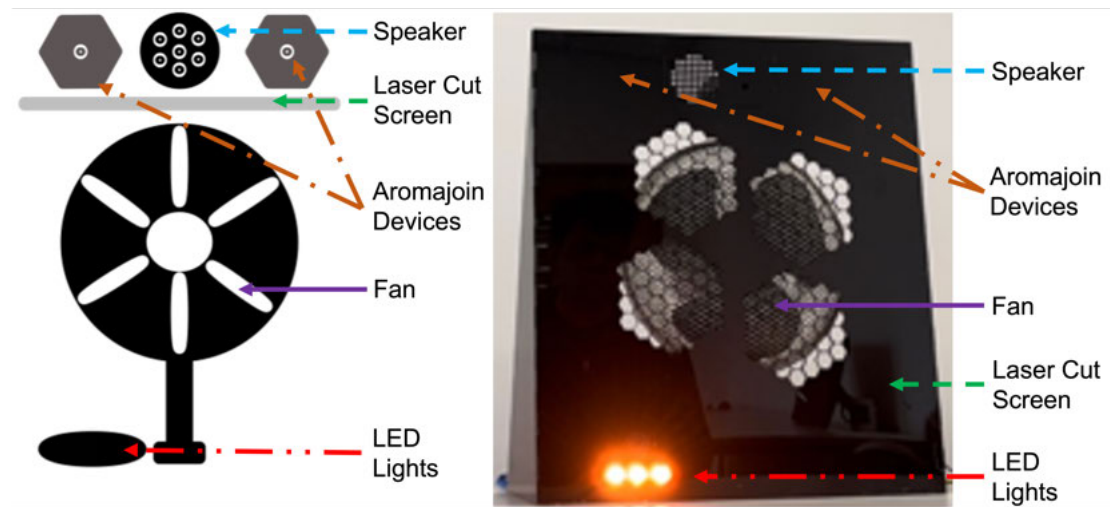 Speaker
Laser Cut
Screen
Aromajoin
Devices
Fan
LED
Lights
Speaker
Aromajoin
Devices
Fan
Laser Cut
Screen
LED
Lights